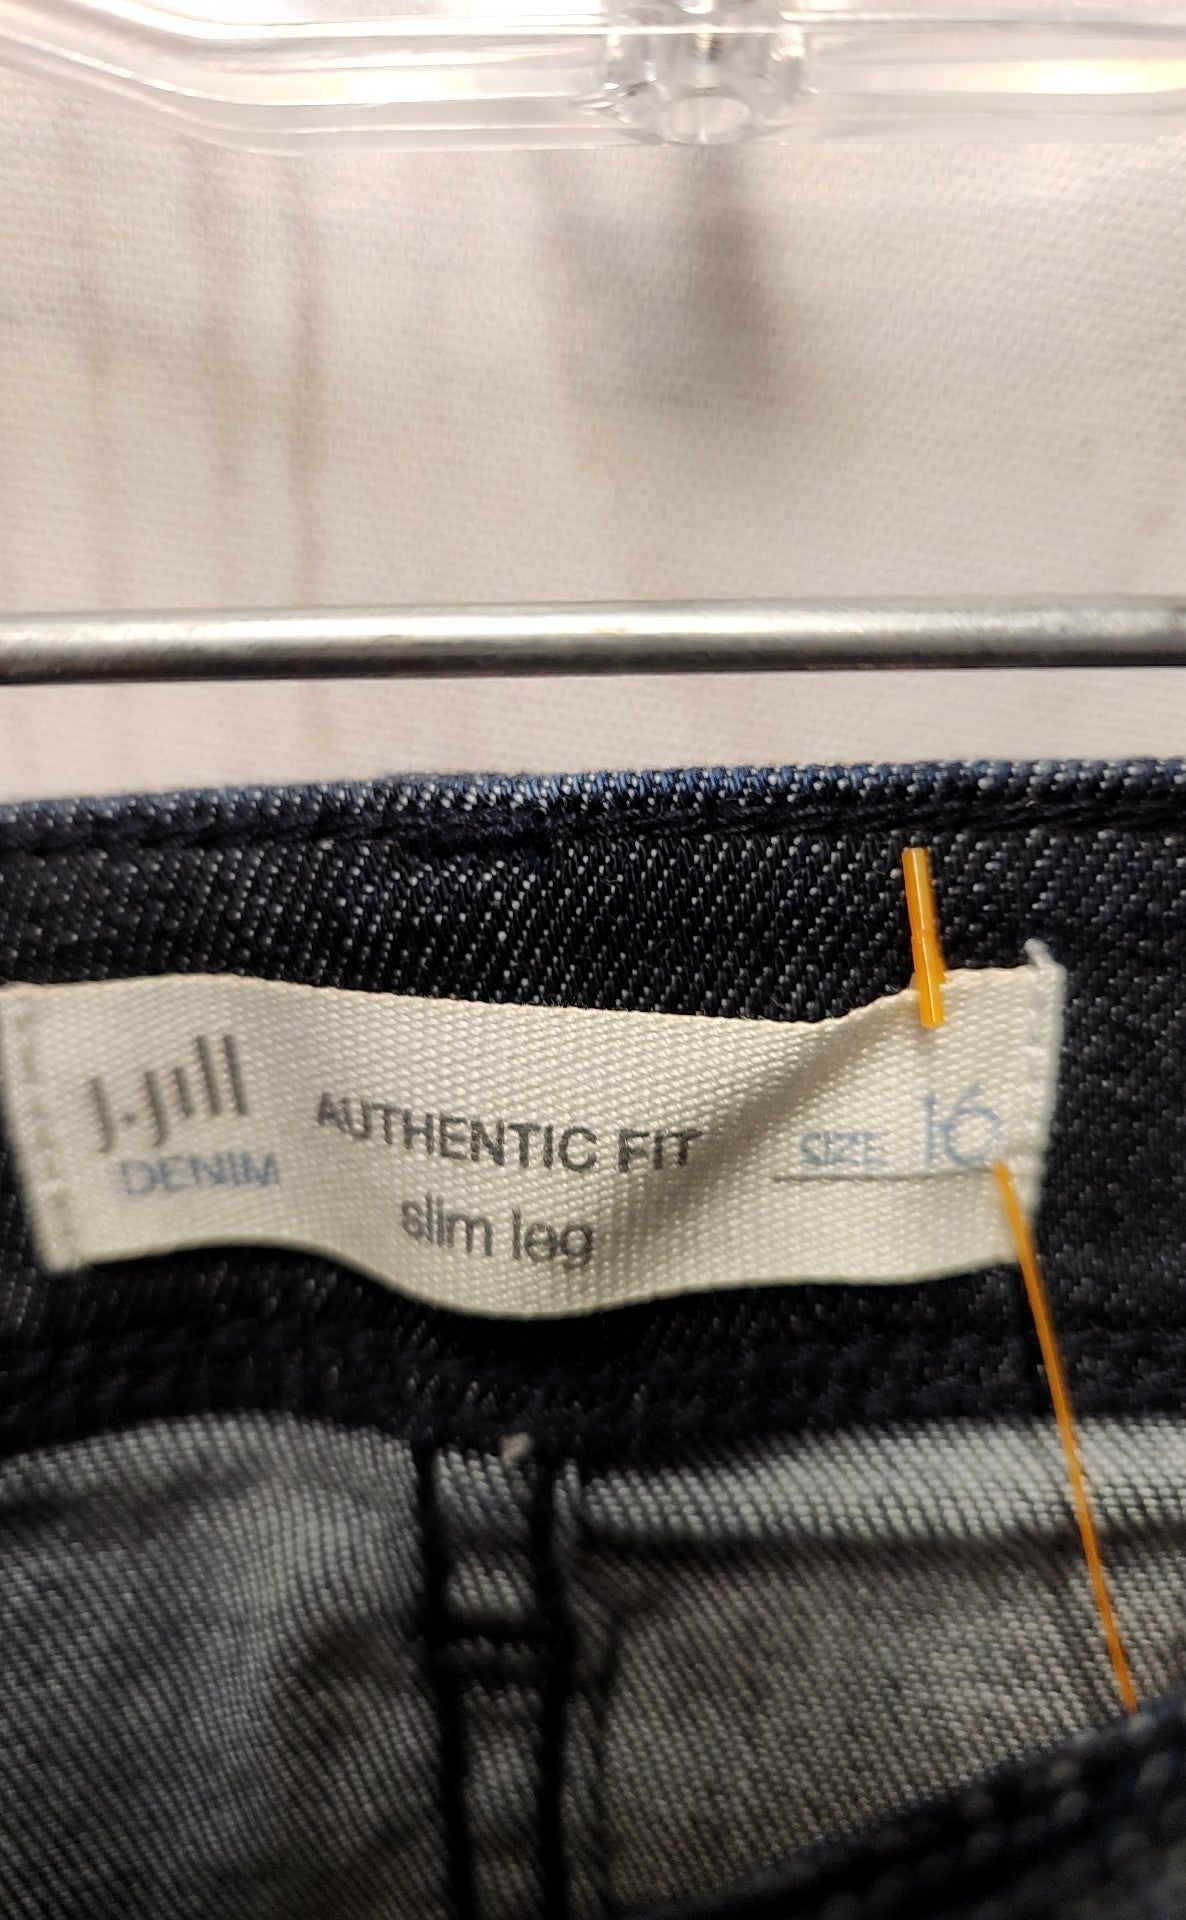 J.Jill
DENIM
AUTHENTIC FIT
slim leg
SIZE 16